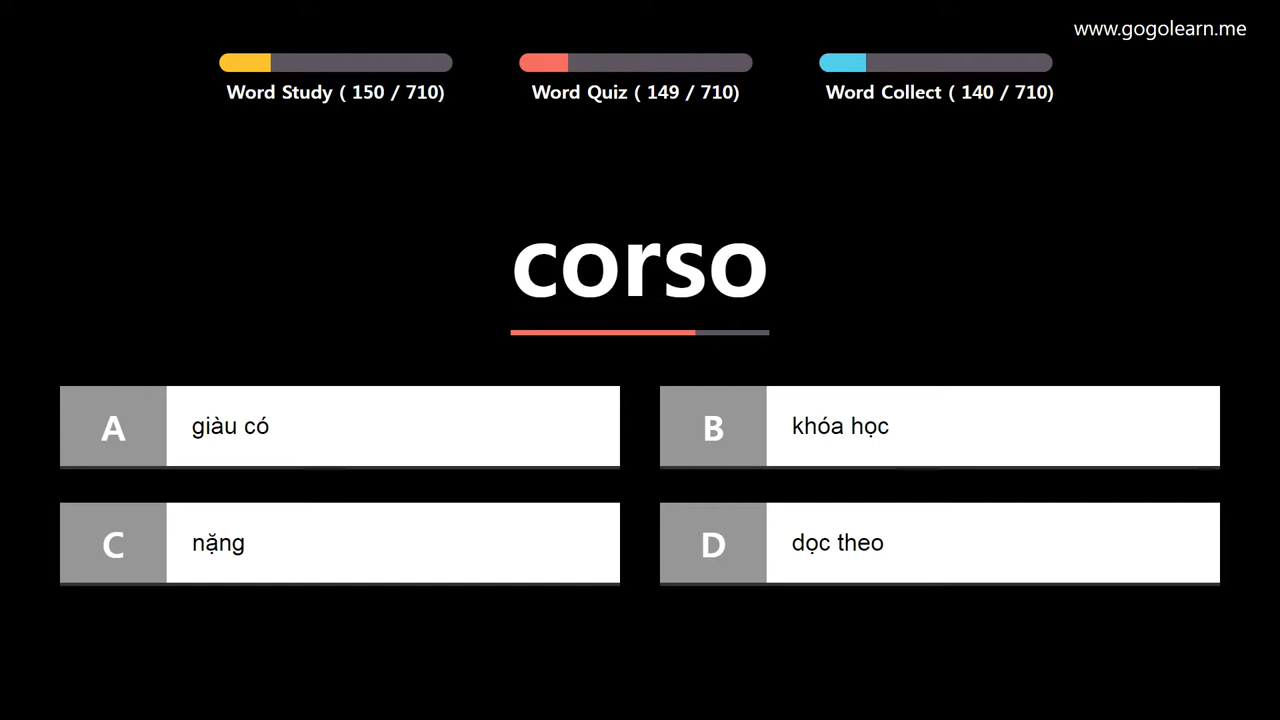 www.gogolearn.me
Word Study ( 150 / 710)
Word Quiz ( 149 / 710)
Word Collect ( 140 / 710)
corso
A giàu có
B khóa học
C nặng
D dọc theo